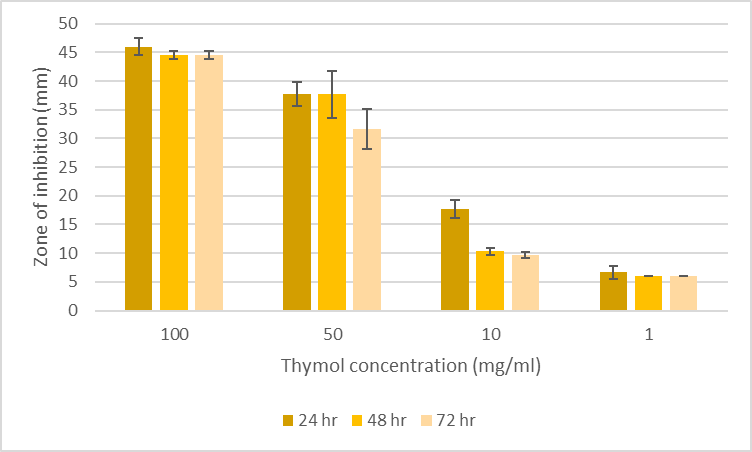 50
45
40
35
30
25
20
15
10
5
0
Zone of inhibition (mm)
100 50 10 1
Thymol concentration (mg/ml)
24 hr 48 hr 72 hr